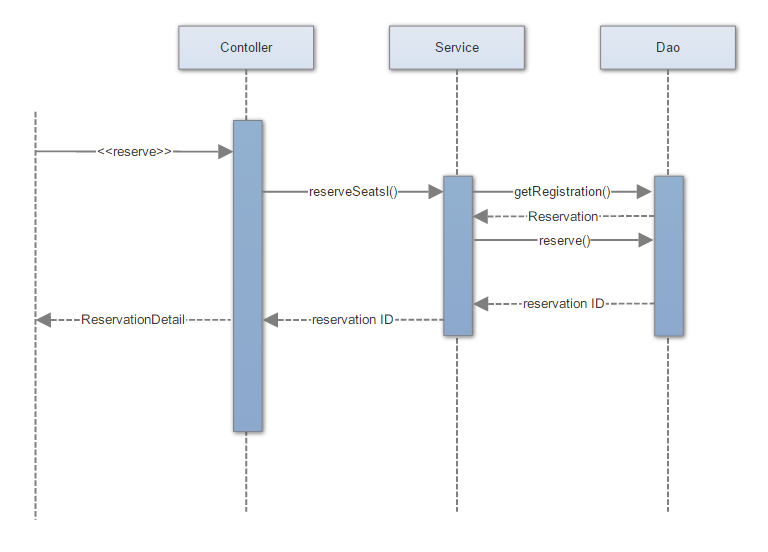 Contoller
Service
Dao
<<reserve>>
reserveSeatsI()
getRegistration()
Reservation
reserve()
reservation ID
ReservationDetail
reservation ID